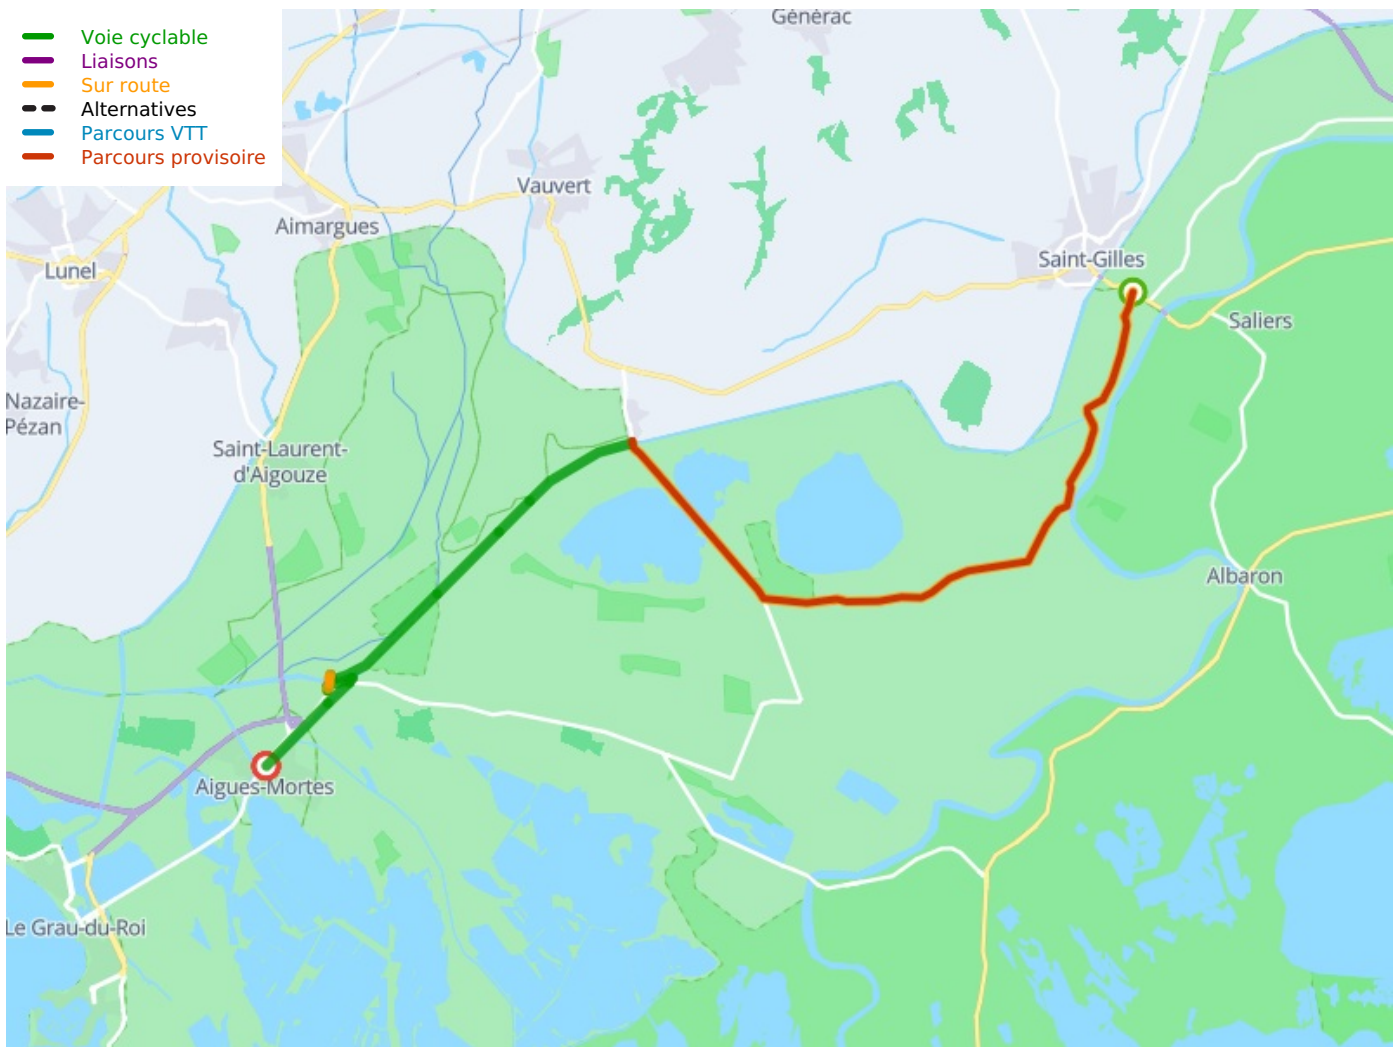 Voie cyclable
Liaisons
Sur route
Alternatives
Parcours VTT
Parcours provisoire
Générac
Vauvert
Aimargues
Lunel
Saint-Gilles
Saliers
Nazaire-
Pézan
Saint-Laurent-
d'Aigouze
Albaron
Aigues-Mortes
Le Grau-du-Roi